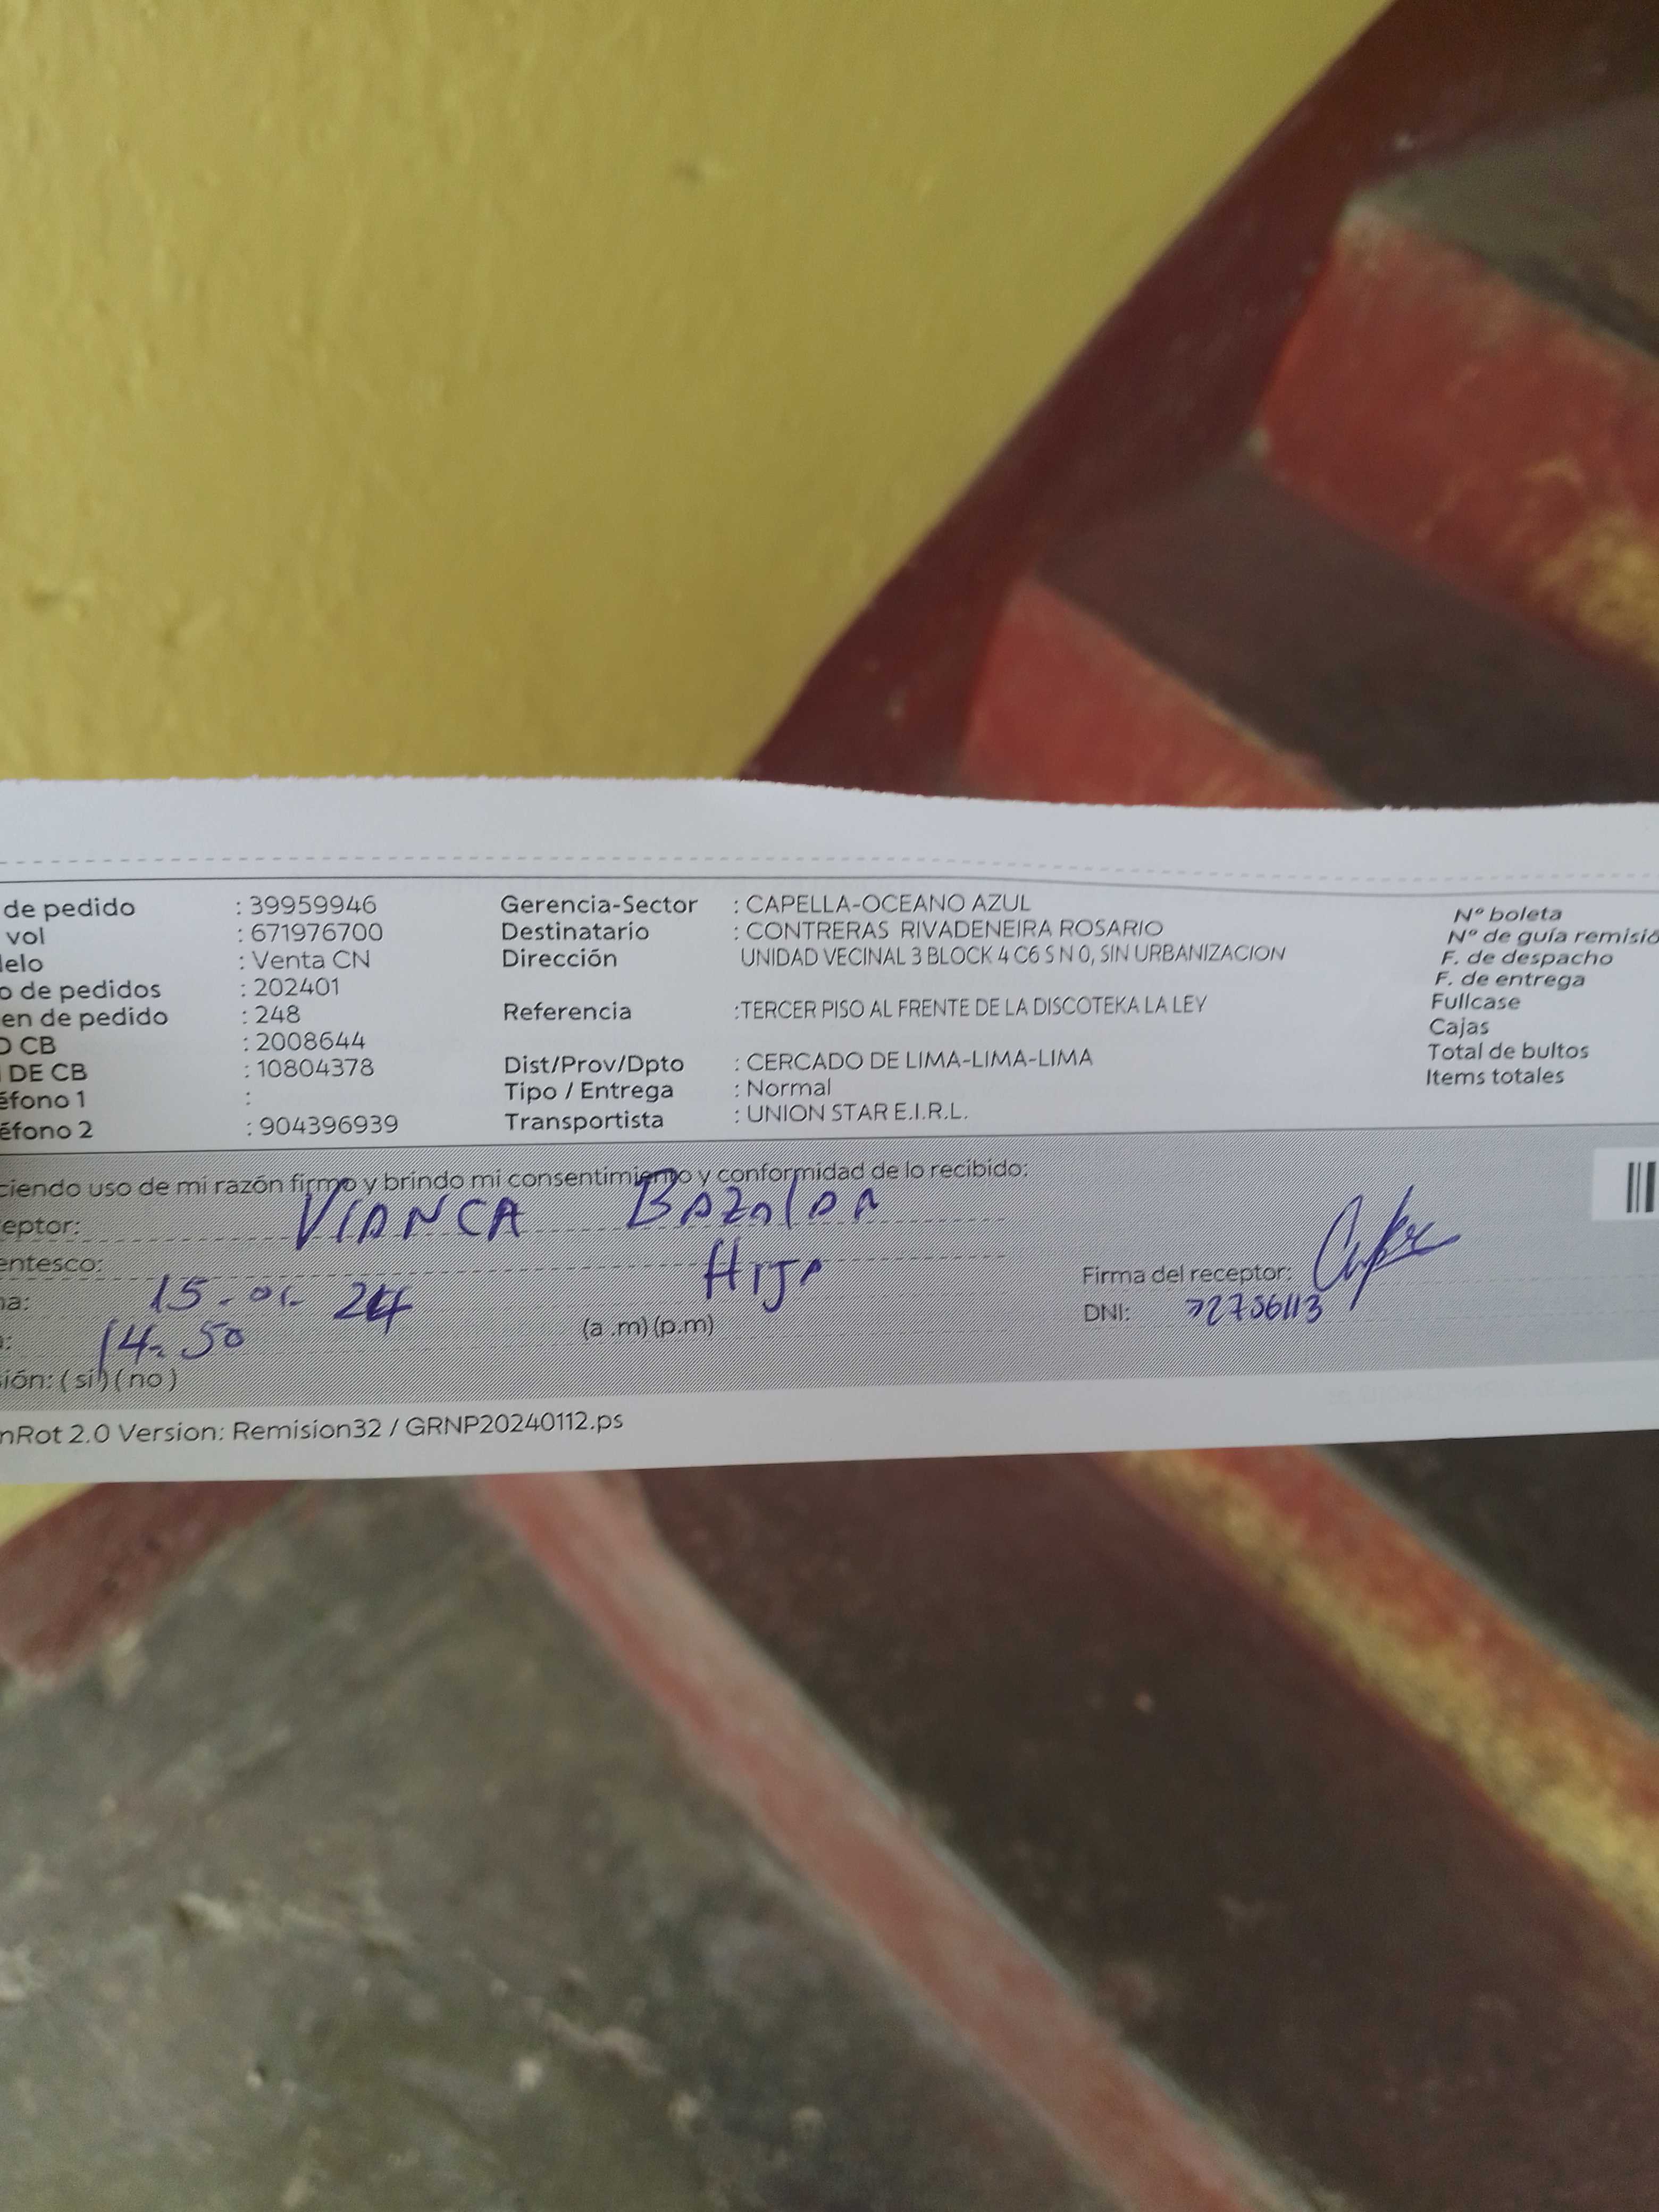 de pedido : 39959946 Gerencia-Sector : CAPELLA-OCEANO AZUL Nº boleta
vol : 671976700 Destinatario : CONTRERAS RIVADENEIRA ROSARIO Nº de guía remisió
elo : Venta CN Dirección UNIDAD VECINAL 3 BLOCK 4 C6 S N 0, SIN URBANIZACION F. de despacho
o de pedidos : 202401 F. de entrega
en de pedido : 248 Referencia :TERCER PISO AL FRENTE DE LA DISCOTEKA LA LEY Fullcase
O CB : 2008644 Cajas
DE CB : 10804378 Dist/Prov/Dpto : CERCADO DE LIMA-LIMA-LIMA Total de bultos
éfono 1 : Tipo / Entrega : Normal Items totales
éfono 2 : 904396939 Transportista : UNION STAR E.I.R.L.
ciendo uso de mi razón firmo y brindo mi consentimiento y conformidad de lo recibido:
eptor: VIANCA
entesco: Hija Firma del receptor:
na: 15-01-24 DNI:
: 14:50 (a .m) (p.m)
ión: ( si ) ( no )
nRot 2.0 Version: Remision32 / GRNP20240112.ps